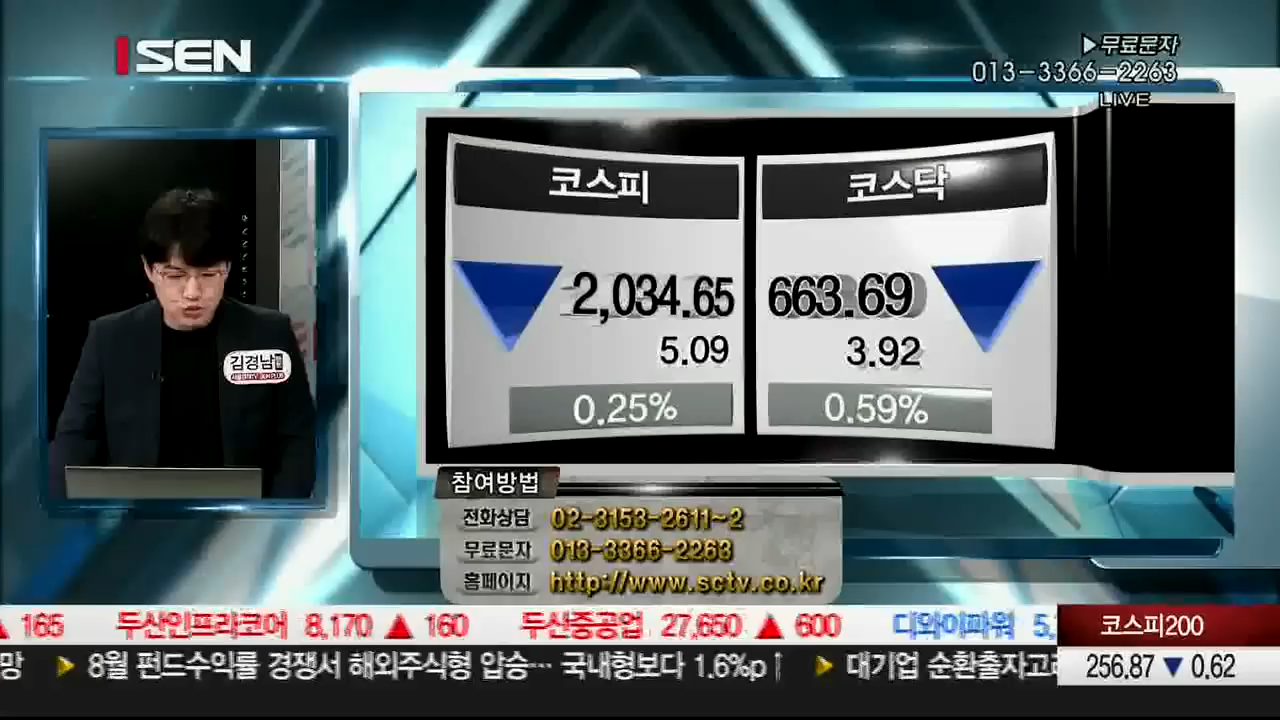 SEN
▶무료문자
013-3366-2263
LIVE
코스피
2,034.65
5.09
0.25%
코스닥
663.69
3.92
0.59%
김경남
참여방법
전화상담 02-3153-2611~2
무료문자 013-3366-2263
홈페이지 http://www.sctv.co.kr
▲ 165 두산인프라코어 8,170 ▲ 160 두산중공업 27,650 ▲ 600 디와이파워 5,
코스피200
망 ▶ 8월 펀드수익률 경쟁서 해외주식형 압승… 국내형보다 1.6%p↑ ▶ 대기업 순환출자고리
256.87 ▼ 0.62